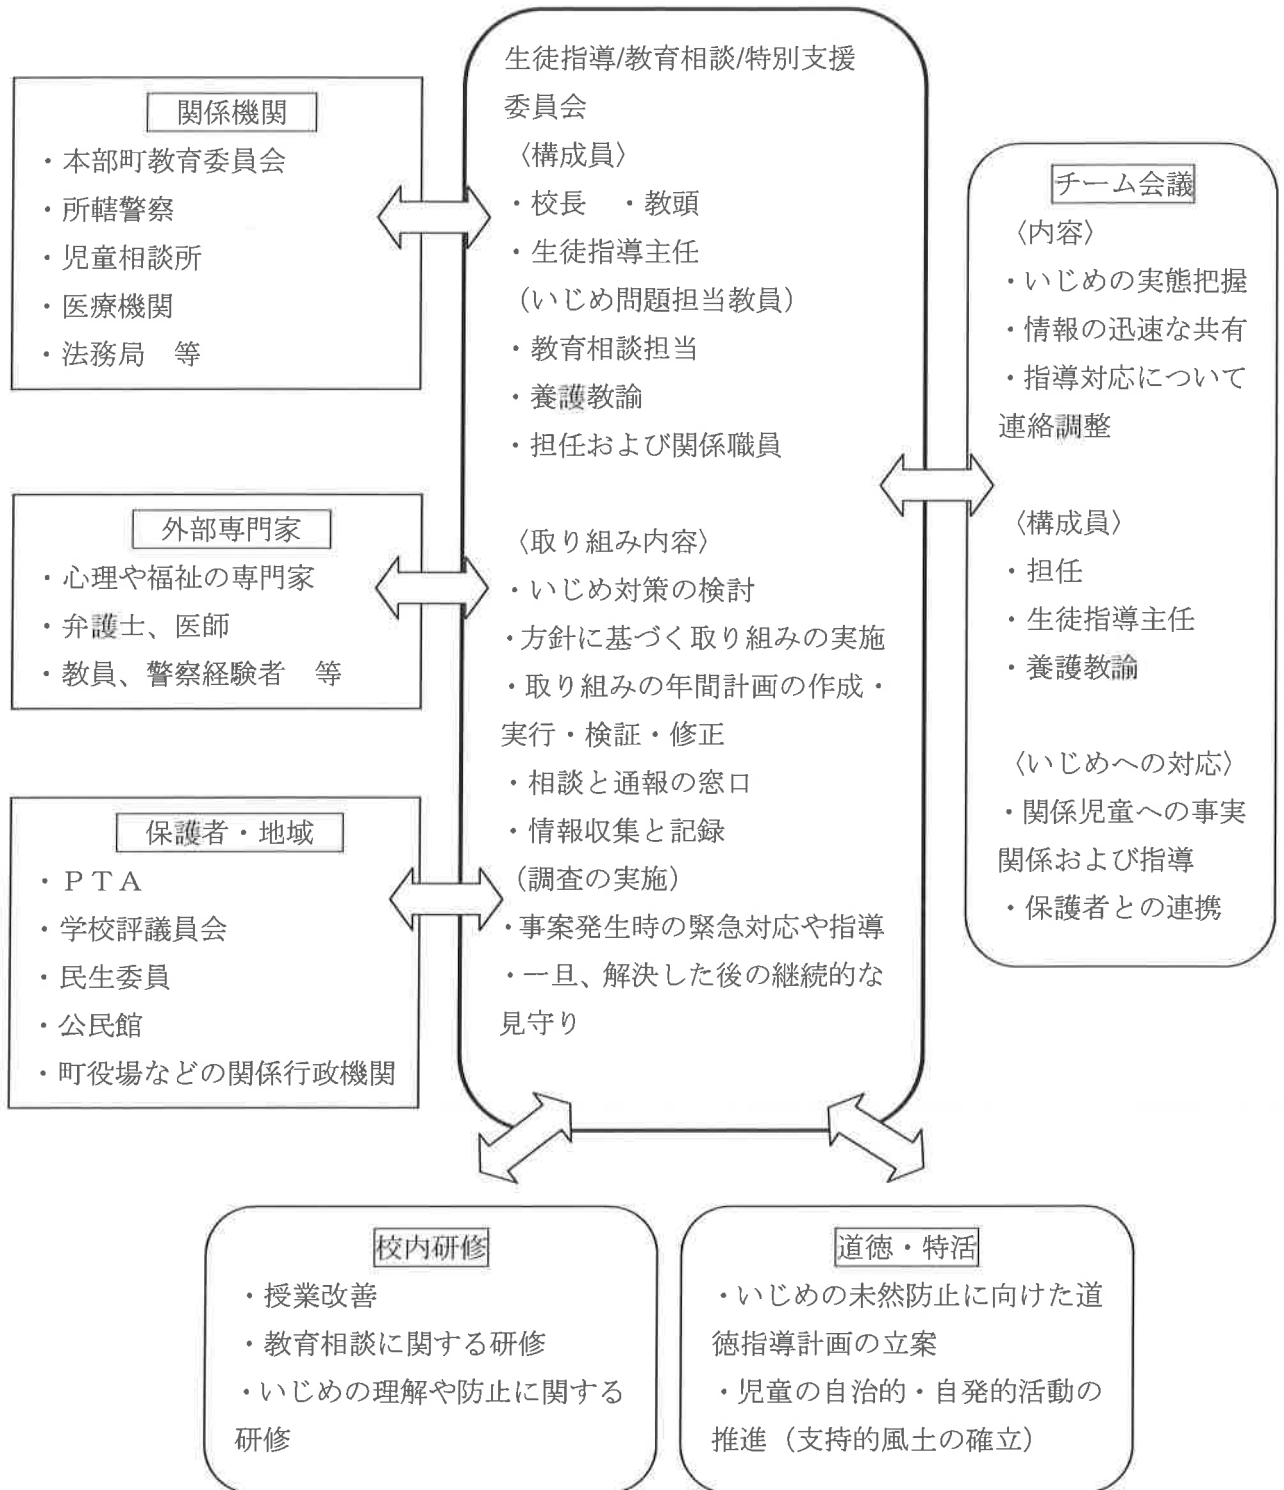 関係機関
・本部町教育委員会
・所轄警察
・児童相談所
・医療機関
・法務局　等
外部専門家
・心理や福祉の専門家
・弁護士、医師
・教員、警察経験者　等
保護者・地域
・ＰＴＡ
・学校評議員会
・民生委員
・公民館
・町役場などの関係行政機関
生徒指導/教育相談/特別支援
委員会
〈構成員〉
・校長　・教頭
・生徒指導主任
（いじめ問題担当教員）
・教育相談担当
・養護教諭
・担任および関係職員
〈取り組み内容〉
・いじめ対策の検討
・方針に基づく取り組みの実施
・取り組みの年間計画の作成・
実行・検証・修正
・相談と通報の窓口
・情報収集と記録
（調査の実施）
・事案発生時の緊急対応や指導
・一旦、解決した後の継続的な
見守り
チーム会議
〈内容〉
・いじめの実態把握
・情報の迅速な共有
・指導対応について
連絡調整
〈構成員〉
・担任
・生徒指導主任
・養護教諭
〈いじめへの対応〉
・関係児童への事実
関係および指導
・保護者との連携
校内研修
・授業改善
・教育相談に関する研修
・いじめの理解や防止に関する
研修
道徳・特活
・いじめの未然防止に向けた道
徳指導計画の立案
・児童の自治的・自発的活動の
推進（支持的風土の確立）